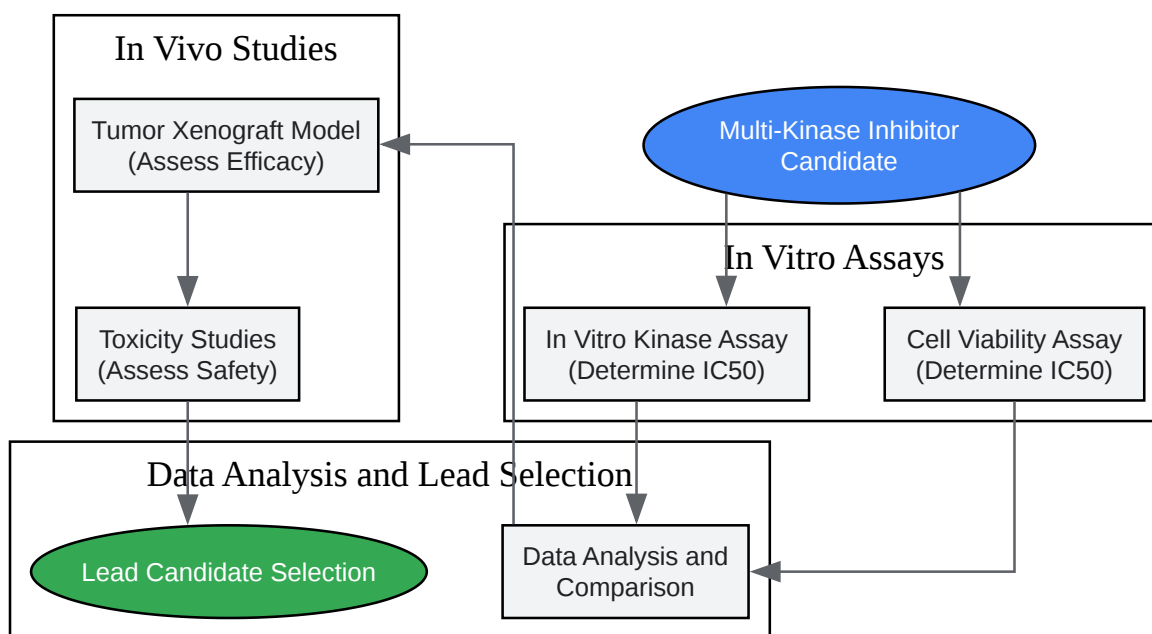 In Vivo Studies
Tumor Xenograft Model
(Assess Efficacy)
Multi-Kinase Inhibitor
Candidate
In Vitro Assays
Toxicity Studies
(Assess Safety)
In Vitro Kinase Assay
(Determine IC50)
Cell Viability Assay
(Determine IC50)
Data Analysis and Lead Selection
Lead Candidate Selection
Data Analysis and
Comparison